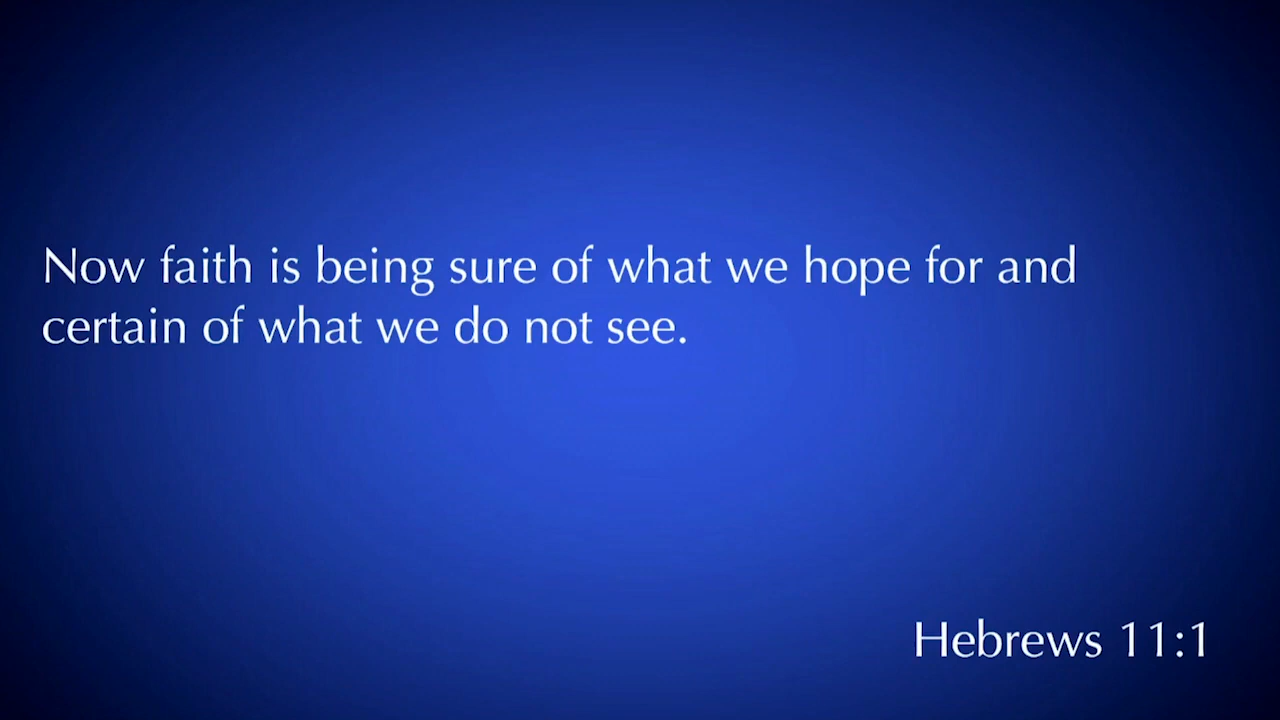 Now faith is being sure of what we hope for and
certain of what we do not see.
Hebrews 11:1